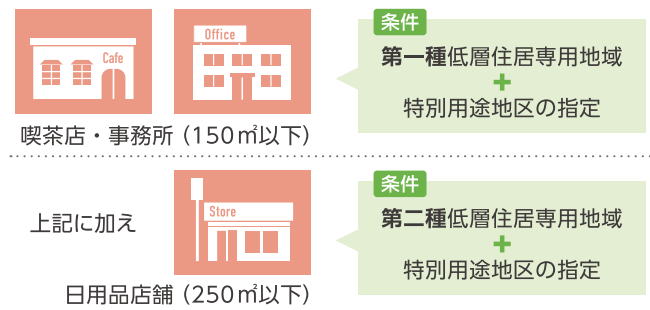 Cafe
Office
喫茶店・事務所（150㎡以下）
条件
第一種低層住居専用地域
+
特別用途地区の指定
上記に加え
Store
日用品店舗（250㎡以下）
条件
第二種低層住居専用地域
+
特別用途地区の指定